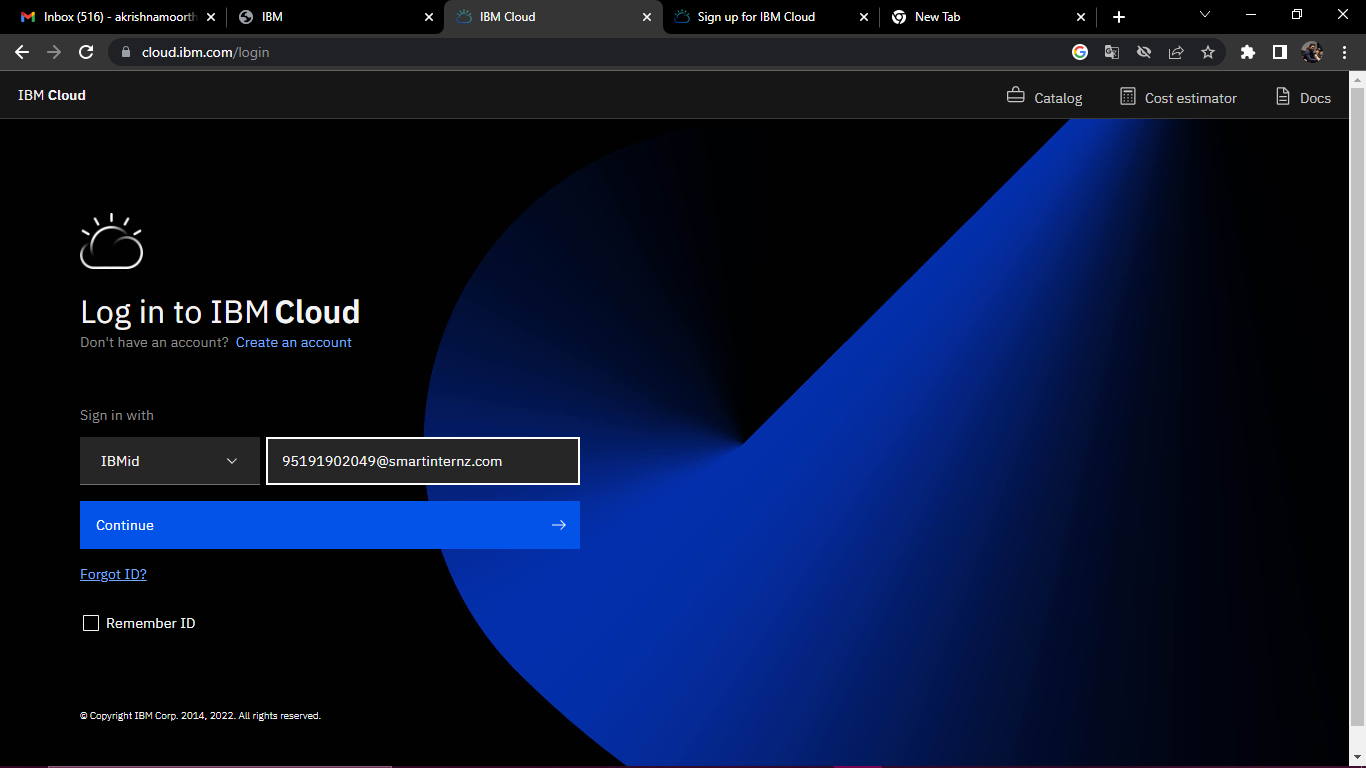 Inbox (516) - akrishnamoorth
IBM
IBM Cloud
Sign up for IBM Cloud
New Tab
cloud.ibm.com/login
IBM Cloud
Catalog
Cost estimator
Docs
Log in to IBM Cloud
Don't have an account? Create an account
Sign in with
IBMid
95191902049@smartinternz.com
Continue
Forgot ID?
Remember ID
© Copyright IBM Corp. 2014, 2022. All rights reserved.